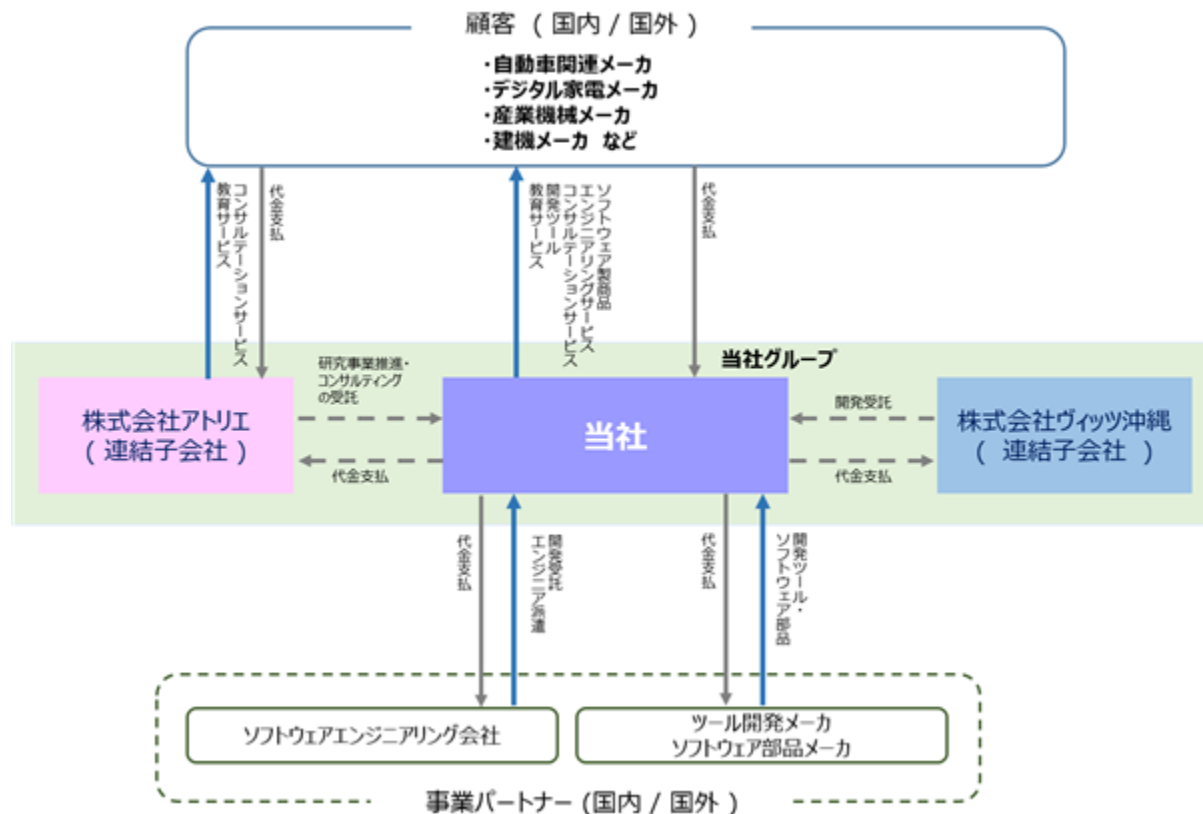 顧客 ( 国内 / 国外 )
・自動車関連メーカ
・デジタル家電メーカ
・産業機械メーカ
・建機メーカ など
コンサルテーションサービス
教育サービス
代金支払
ソフトウェア製商品
エンジニアリングサービス
コンサルテーションサービス
開発ツール
教育サービス
代金支払
当社グループ
株式会社アトリエ
( 連結子会社 )
研究事業推進・
コンサルティング
の受託
代金支払
当社
開発受託
代金支払
株式会社ヴィッツ沖縄
( 連結子会社 )
代金支払
開発受託
エンジニア派遣
代金支払
開発ツール・
ソフトウェア部品
ソフトウェアエンジニアリング会社
ツール開発メーカ
ソフトウェア部品メーカ
事業パートナー (国内 / 国外 )